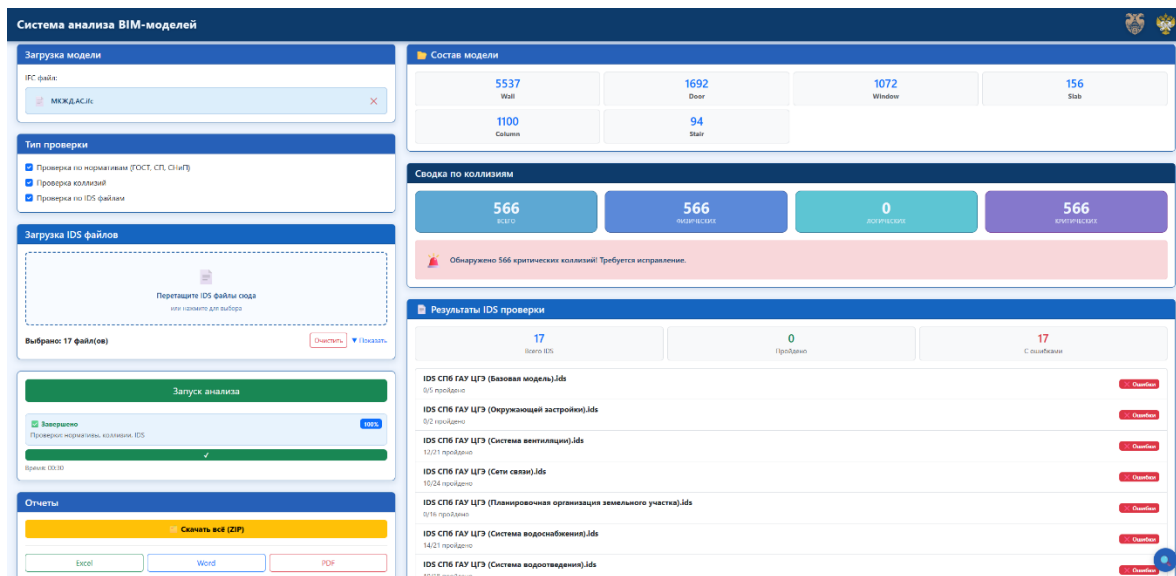 Система анализа BIM-моделей
Загрузка модели
IFC файл:
МКЖД.АС.ifc
Тип проверки
Проверка по нормативам (ГОСТ, СП, СНиП)
Проверка коллизий
Проверка по IDS файлам
Загрузка IDS файлов
Перетащите IDS файлы сюда
или нажмите для выбора
Выбрано: 17 файл(ов)
Очистить
▼ Показать
Запуск анализа
Завершено
100%
Проверки: нормативы, коллизии, IDS
Время: 00:30
Отчеты
Скачать всё (ZIP)
Excel
Word
PDF
Состав модели
5537
Wall
1692
Door
1072
Window
156
Slab
1100
Column
94
Stair
Сводка по коллизиям
566
ВСЕГО
566
ФИЗИЧЕСКИХ
0
ЛОГИЧЕСКИХ
566
КРИТИЧЕСКИХ
Обнаружено 566 критических коллизий! Требуется исправление.
Результаты IDS проверки
17
Всего IDS
0
Пройдено
17
С ошибками
IDS СПб ГАУ ЦГЭ (Базовая модель).ids
0/5 пройдено
Ошибки
IDS СПб ГАУ ЦГЭ (Окружающей застройки).ids
0/2 пройдено
Ошибки
IDS СПб ГАУ ЦГЭ (Система вентиляции).ids
12/21 пройдено
Ошибки
IDS СПб ГАУ ЦГЭ (Сети связи).ids
10/24 пройдено
Ошибки
IDS СПб ГАУ ЦГЭ (Планировочная организация земельного участка).ids
0/16 пройдено
Ошибки
IDS СПб ГАУ ЦГЭ (Система водоснабжения).ids
14/21 пройдено
Ошибки
IDS СПб ГАУ ЦГЭ (Система водоотведения).ids
Ошибки